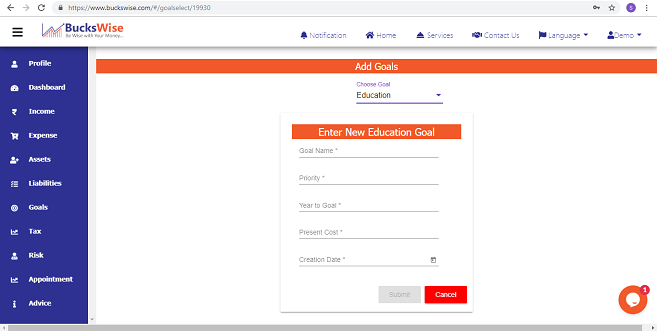 https://www.buckswise.com/#/goalselect/19930
S
BucksWise
Be Wise with Your Money...
Notification
Home
Services
Contact Us
Language
Demo
Profile
Dashboard
Income
Expense
Assets
Liabilities
Goals
Tax
Risk
Appointment
Advice
Add Goals
Choose Goal
Education
Enter New Education Goal
Goal Name *
Priority *
Year to Goal *
Present Cost *
Creation Date *
Submit
Cancel
1